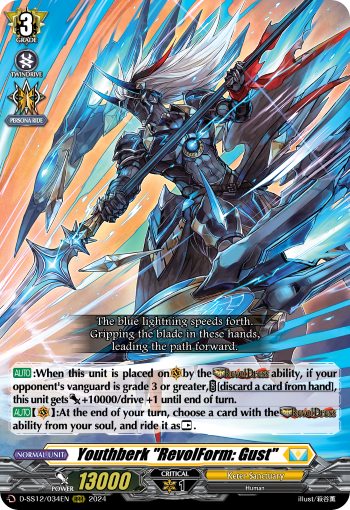 3
GRADE
TWINDRIVE
PERSONA RIDE
The blue lightning speeds forth.
Gripping the blade in these hands,
leading the path forward.
AUTO:When this unit is placed on by the RevolDress ability, if your
opponent's vanguard is grade 3 or greater, [discard a card from hand],
this unit gets +10000/drive +1 until end of turn.
AUTO【 】:At the end of your turn, choose a card with the RevolDress
ability from your soul, and ride it as .
NORMAL UNIT
Youthberk "RevolForm: Gust"
POWER 13000
CRITICAL
1
Keter Sanctuary
Human
D D-SS12/034EN RRR 2024
illust/萩谷薫